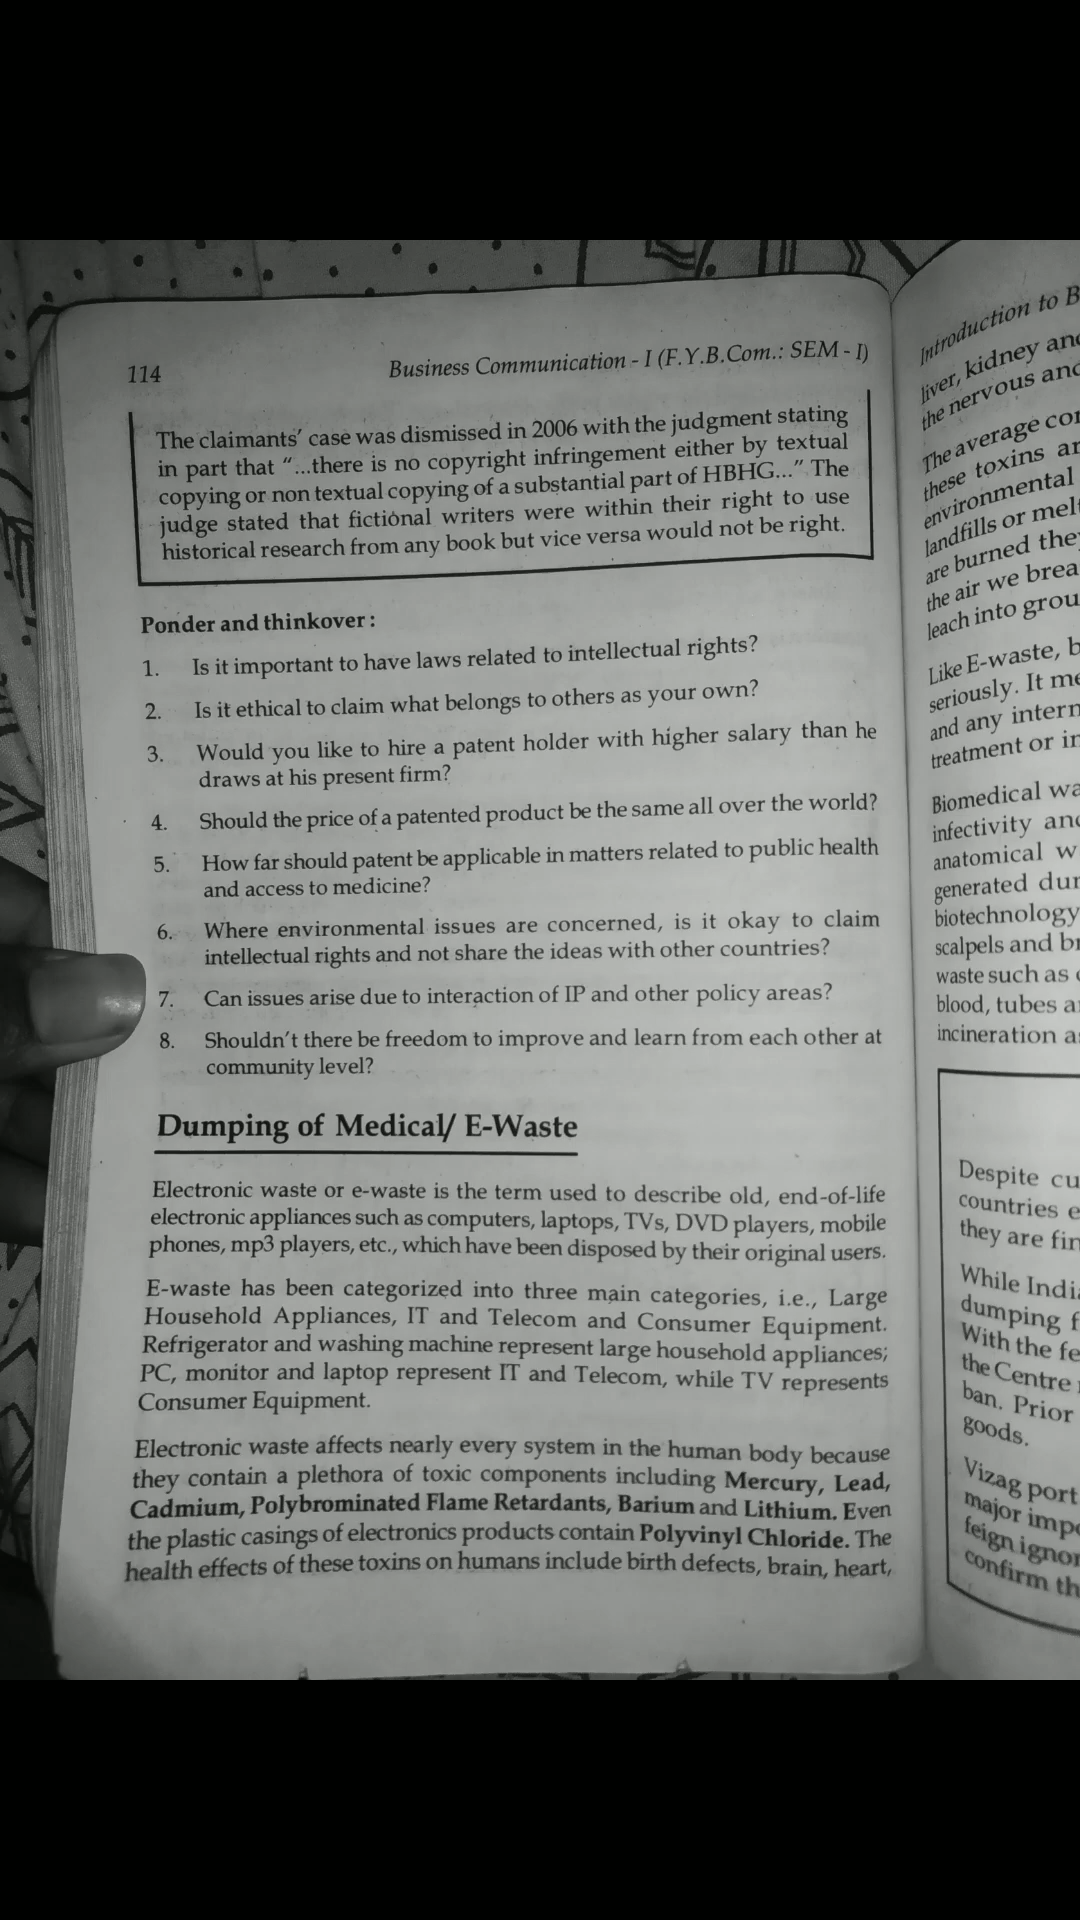 114
Business Communication - I (F.Y.B.Com.: SEM - I)
The claimants' case was dismissed in 2006 with the judgment stating
in part that "...there is no copyright infringement either by textual
copying or non textual copying of a substantial part of HBHG..." The
judge stated that fictional writers were within their right to use
historical research from any book but vice versa would not be right.
Ponder and thinkover :
1. Is it important to have laws related to intellectual rights?
2. Is it ethical to claim what belongs to others as your own?
3. Would you like to hire a patent holder with higher salary than he
draws at his present firm?
4. Should the price of a patented product be the same all over the world?
5. How far should patent be applicable in matters related to public health
and access to medicine?
6. Where environmental issues are concerned, is it okay to claim
intellectual rights and not share the ideas with other countries?
7. Can issues arise due to interaction of IP and other policy areas?
8. Shouldn't there be freedom to improve and learn from each other at
community level?
Dumping of Medical/ E-Waste
Electronic waste or e-waste is the term used to describe old, end-of-life
electronic appliances such as computers, laptops, TVs, DVD players, mobile
phones, mp3 players, etc., which have been disposed by their original users.
E-waste has been categorized into three main categories, i.e., Large
Household Appliances, IT and Telecom and Consumer Equipment.
Refrigerator and washing machine represent large household appliances;
PC, monitor and laptop represent IT and Telecom, while TV represents
Consumer Equipment.
Electronic waste affects nearly every system in the human body because
they contain a plethora of toxic components including Mercury, Lead,
Cadmium, Polybrominated Flame Retardants, Barium and Lithium. Even
the plastic casings of electronics products contain Polyvinyl Chloride. The
health effects of these toxins on humans include birth defects, brain, heart,
Introduction to B
liver, kidney and
the nervous and
The average
these toxins
environmental
landfills or
are burned
the air we
leach into
Like E-waste,
seriously. It
and any
treatment or
Biomedical
infectivity
anatomical
generated
biotechnology
scalpels and
waste such as
blood, tubes
incineration
Despite
countries
they are
While
dumping
With the
the Centre
ban. Prior
goods.
Vizag port
major
feign
confirm